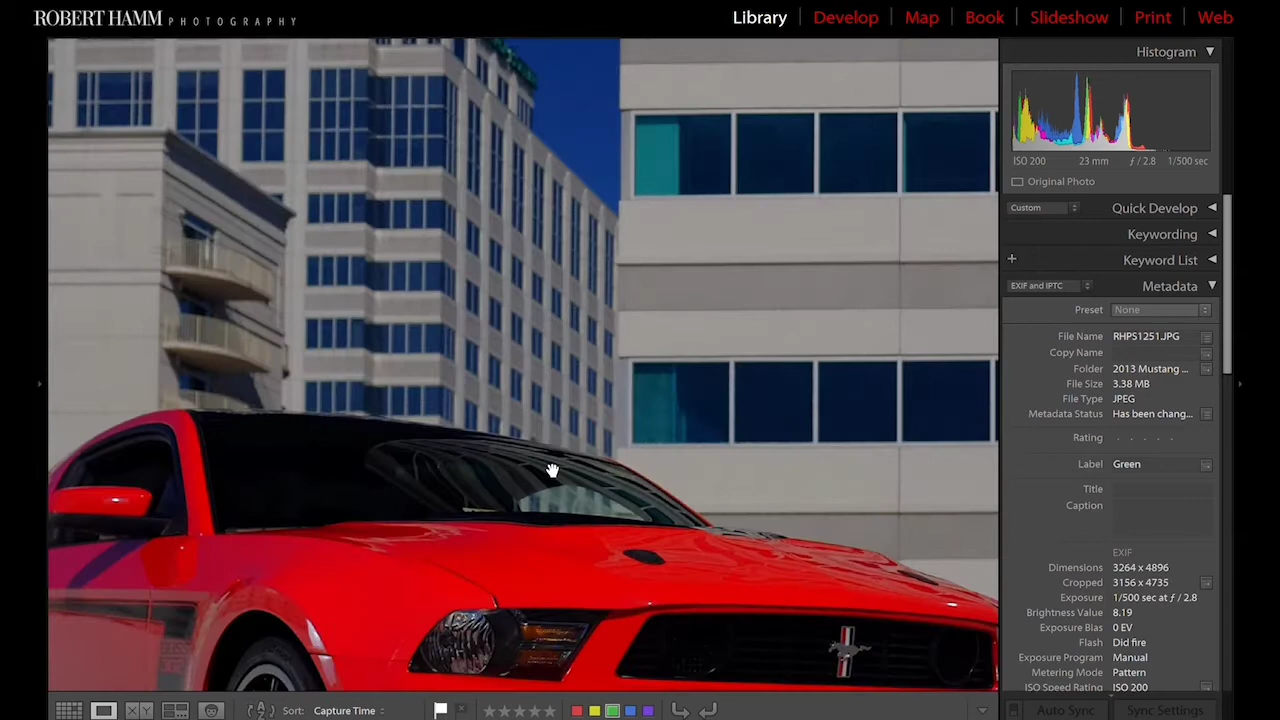 ROBERT HAMM PHOTOGRAPHY
Library | Develop | Map | Book | Slideshow | Print | Web
Histogram
ISO 200 23 mm ƒ / 2.8 1/500 sec
Original Photo
Custom Quick Develop
Keywording
+ Keyword List
EXIF and IPTC Metadata
Preset None
File Name RHPS1251.JPG
Copy Name
Folder 2013 Mustang ...
File Size 3.38 MB
File Type JPEG
Metadata Status Has been chang...
Rating . . . . .
Label Green
Title
Caption
EXIF
Dimensions 3264 x 4896
Cropped 3156 x 4735
Exposure 1/500 sec at ƒ / 2.8
Brightness Value 8.19
Exposure Bias 0 EV
Flash Did fire
Exposure Program Manual
Metering Mode Pattern
ISO Speed Rating ISO 200
X Y Sort: Capture Time Auto Sync Sync Settings